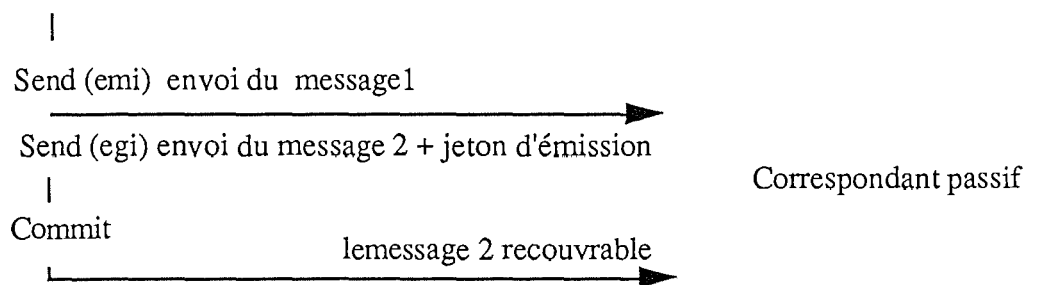 Send (emi) envoi du message1
Send (egi) envoi du message 2 + jeton d'émission
Correspondant passif
Commit
lemessage 2 recouvrable